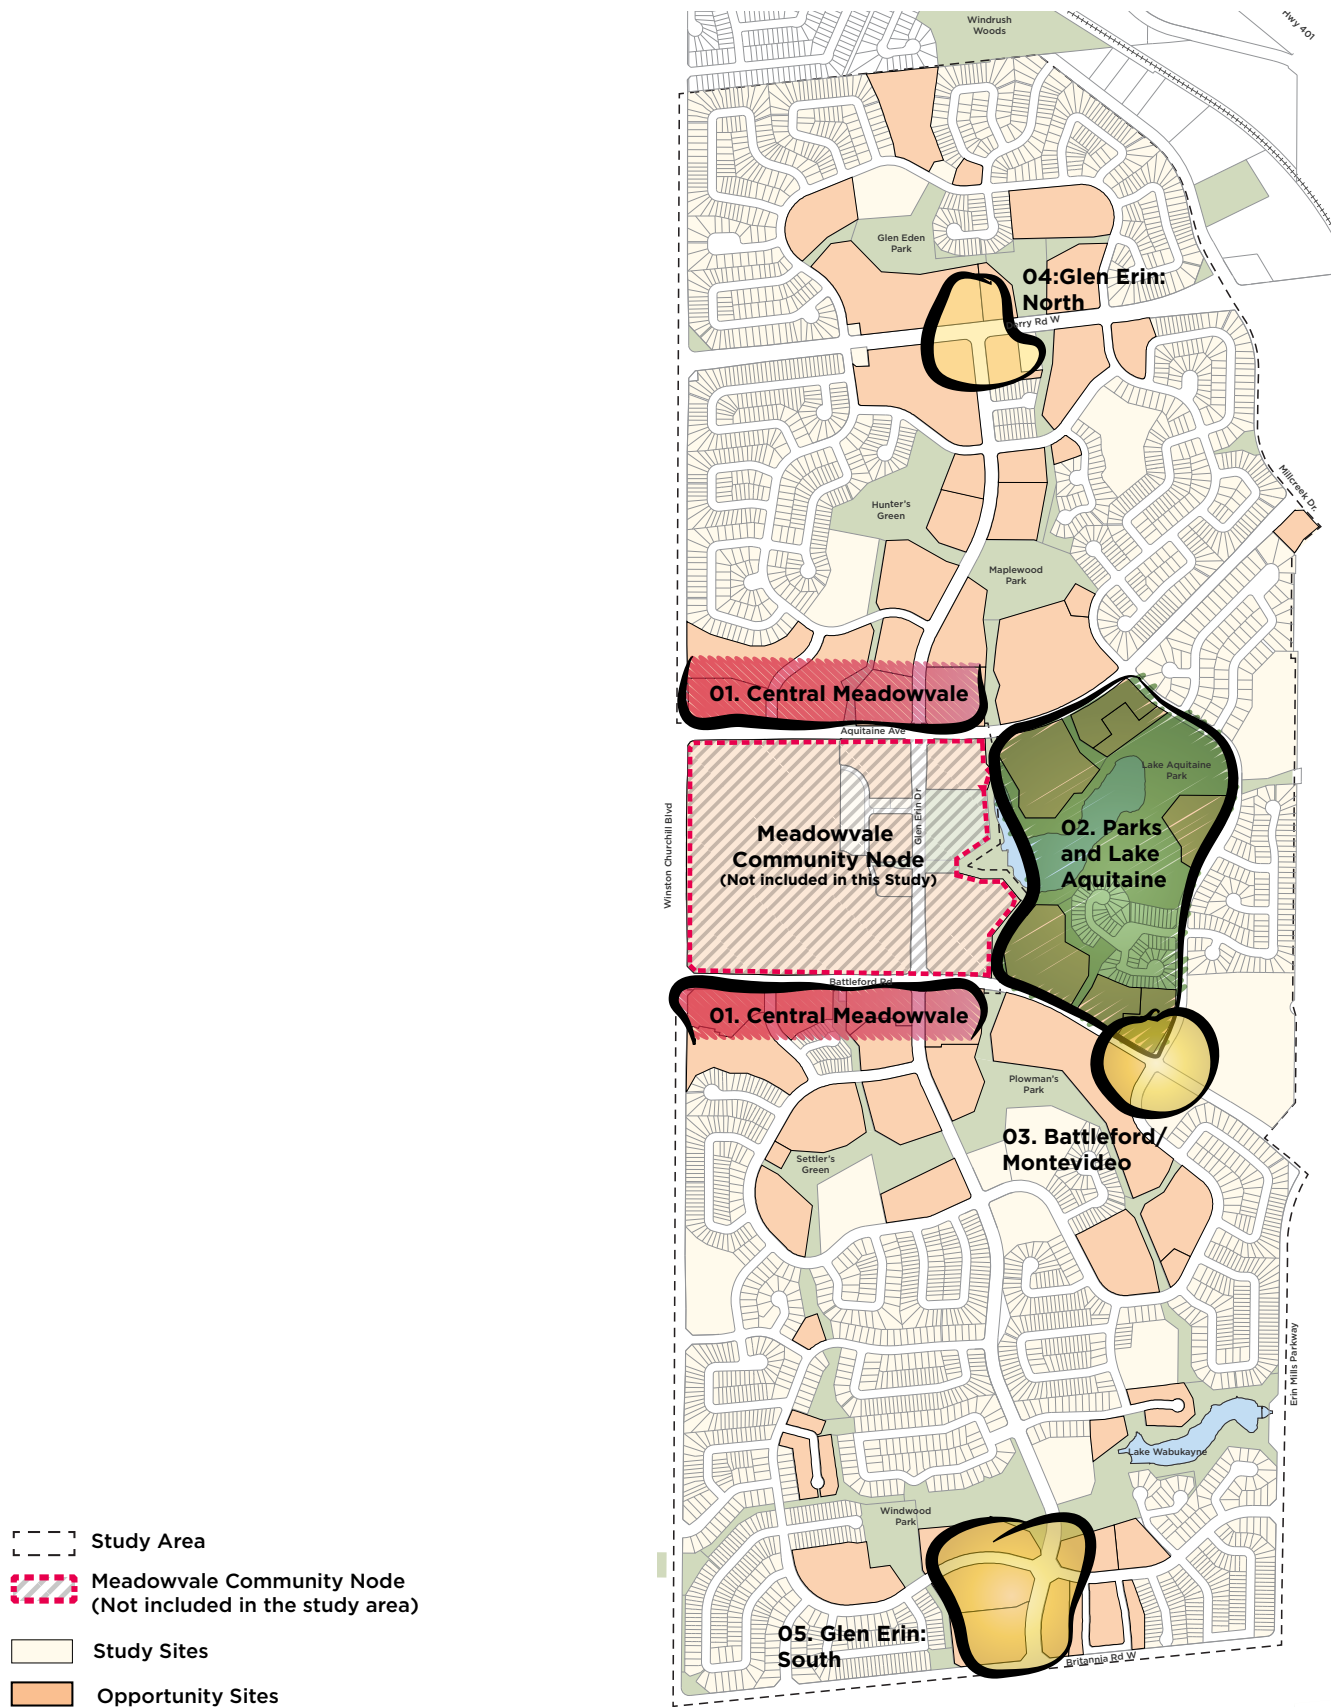 Windrush
Woods
Hwy 401
Glen Eden
Park
04:Glen Erin:
North
Derry Rd W
Millcreek Dr.
Hunter's
Green
Maplewood
Park
01. Central Meadowvale
Aquitaine Ave
Lake Aquitaine
Park
Winston Churchill Blvd
Glen Erin Dr
Meadowvale
Community Node
(Not included in this Study)
02. Parks
and Lake
Aquitaine
Battleford Rd
01. Central Meadowvale
Plowman's
Park
03. Battleford/
Montevideo
Settler's
Green
Erin Mills Parkway
Lake Wabukayne
Windwood
Park
05. Glen Erin:
South
Britannia Rd W
Study Area
Meadowvale Community Node
(Not included in the study area)
Study Sites
Opportunity Sites